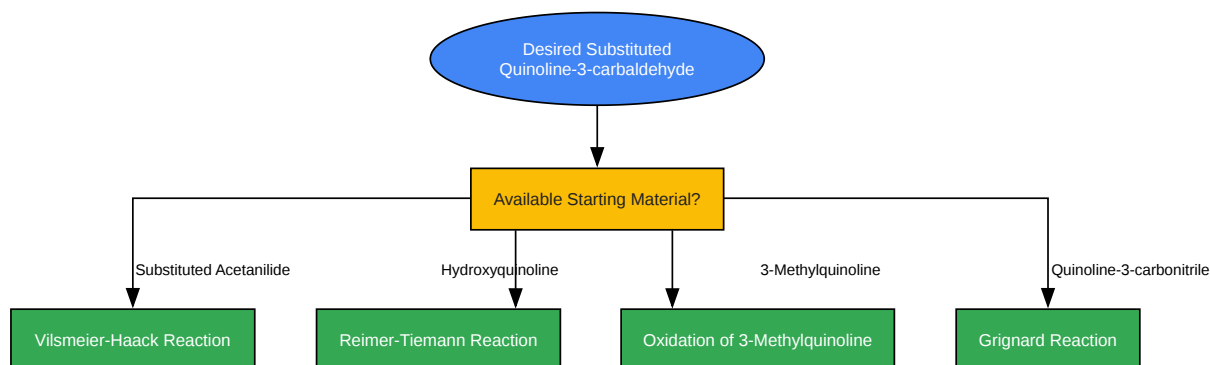 Desired Substituted
Quinoline-3-carbaldehyde
Available Starting Material?
Substituted Acetanilide
Hydroxyquinoline
3-Methylquinoline
Quinoline-3-carbonitrile
Vilsmeier-Haack Reaction
Reimer-Tiemann Reaction
Oxidation of 3-Methylquinoline
Grignard Reaction